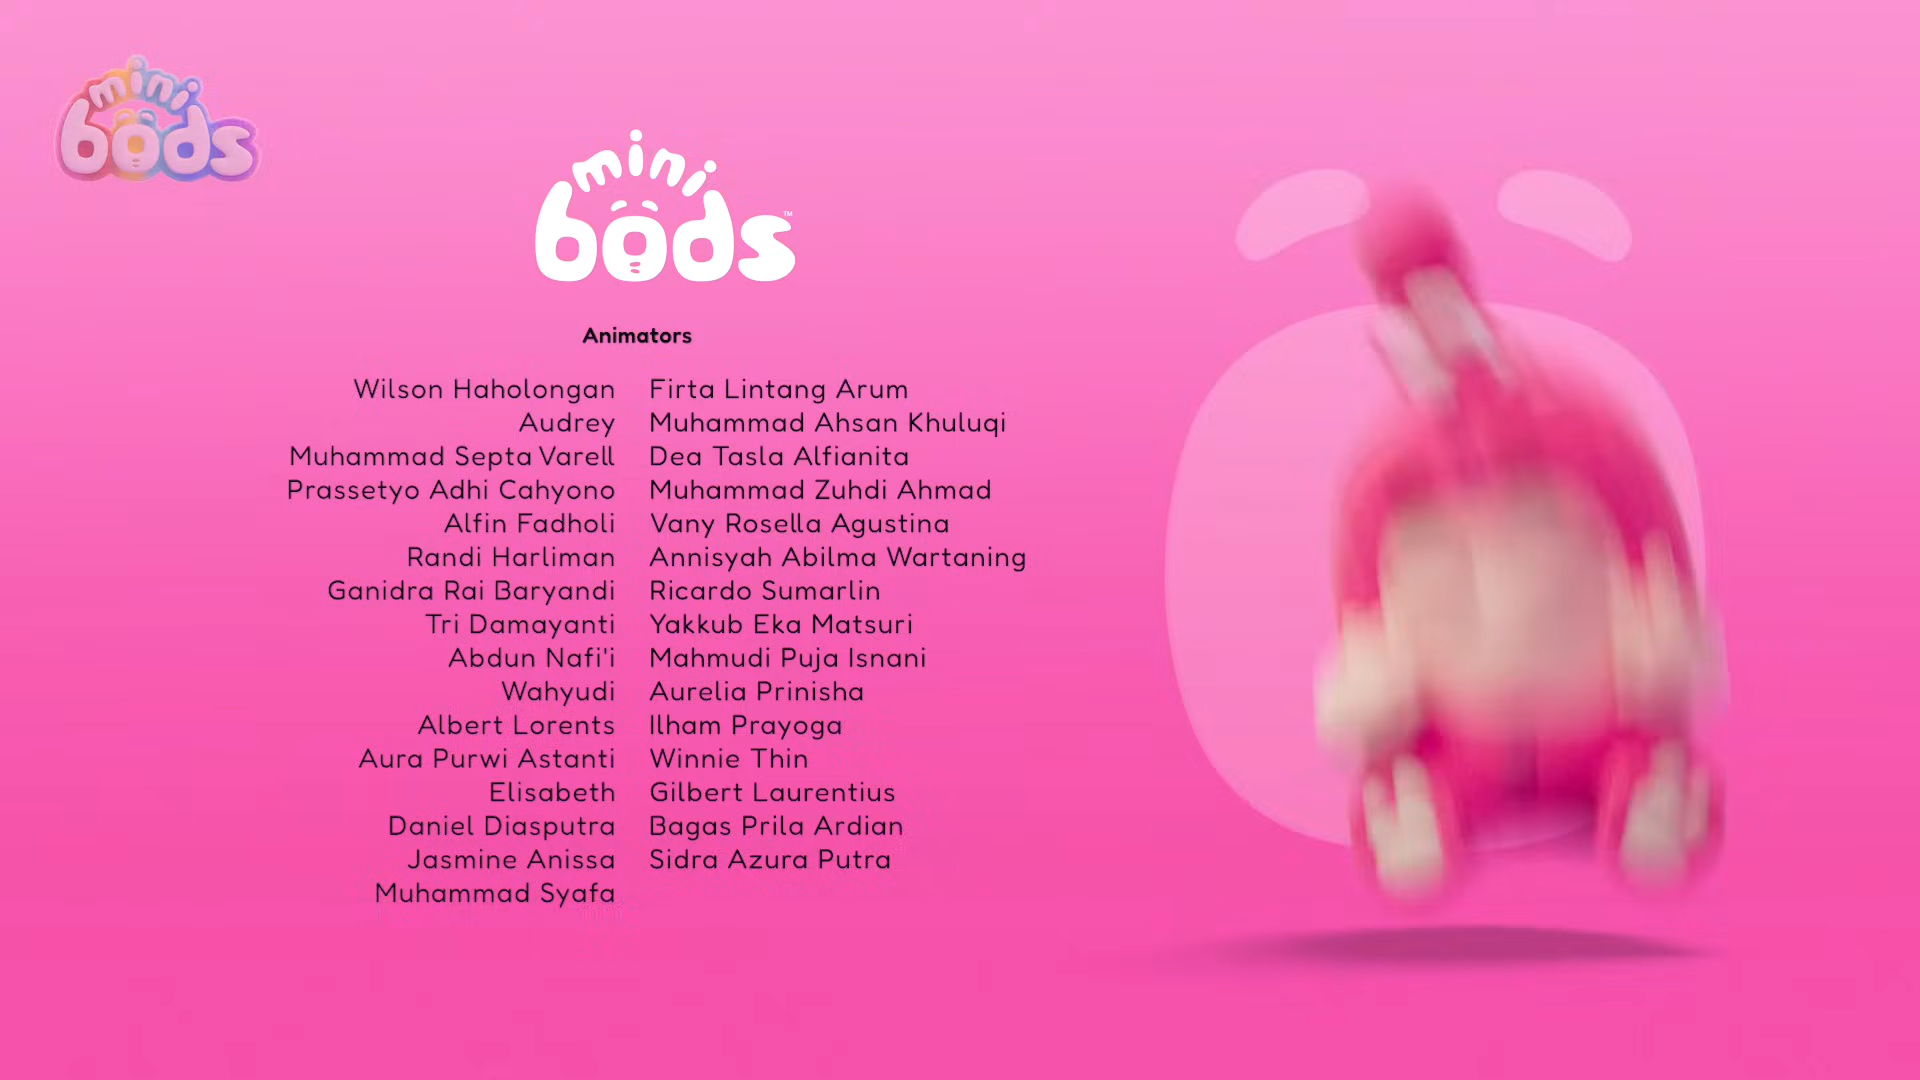 mini
bods
mini
bods™
Animators
Wilson Haholongan Firta Lintang Arum
Audrey Muhammad Ahsan Khuluqi
Muhammad Septa Varell Dea Tasla Alfianita
Prassetyo Adhi Cahyono Muhammad Zuhdi Ahmad
Alfin Fadholi Vany Rosella Agustina
Randi Harliman Annisyah Abilma Wartaning
Ganidra Rai Baryandi Ricardo Sumarlin
Tri Damayanti Yakkub Eka Matsuri
Abdun Nafi'i Mahmudi Puja Isnani
Wahyudi Aurelia Prinisha
Albert Lorents Ilham Prayoga
Aura Purwi Astanti Winnie Thin
Elisabeth Gilbert Laurentius
Daniel Diasputra Bagas Prila Ardian
Jasmine Anissa Sidra Azura Putra
Muhammad Syafa